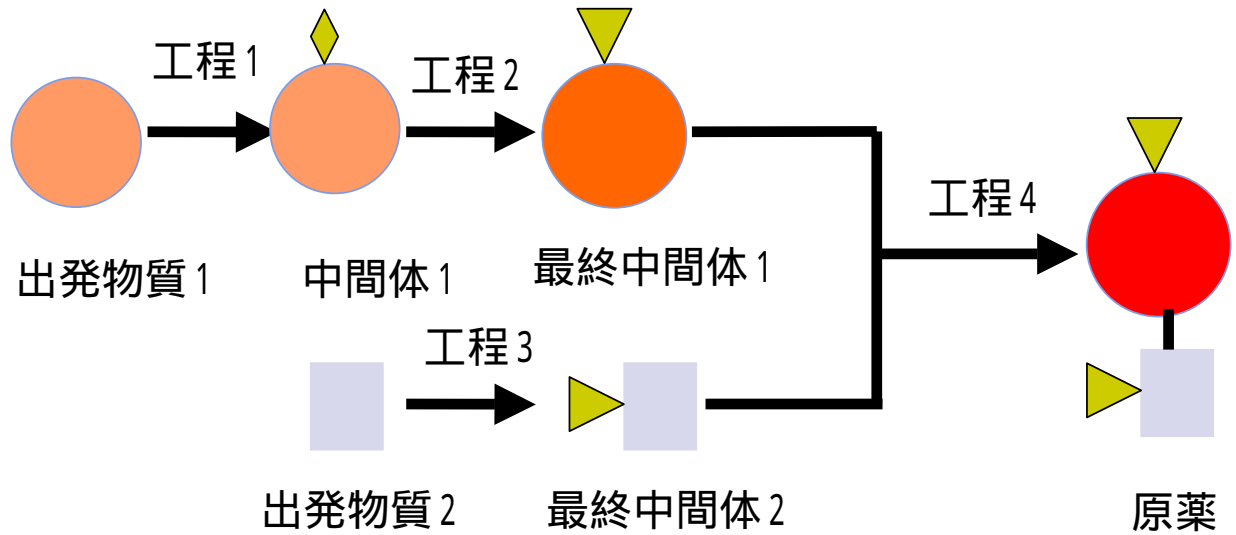 工程1
工程2
工程4
出発物質1
中間体1
最終中間体1
工程3
出発物質2
最終中間体2
原薬